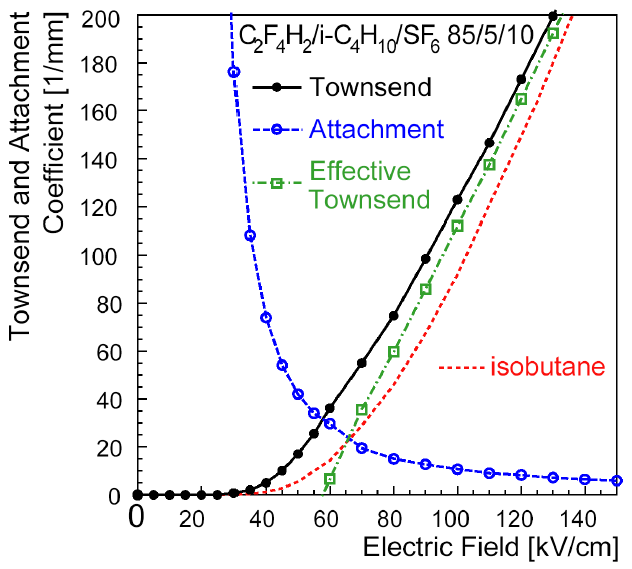 C₂F₄H₂/i-C₄H₁₀/SF₆ 85/5/10
Townsend
Attachment
Effective
Townsend
isobutane
Townsend and Attachment
Coefficient [1/mm]
200
180
160
140
120
100
80
60
40
20
0
0 20 40 60 80 100 120 140
Electric Field [kV/cm]